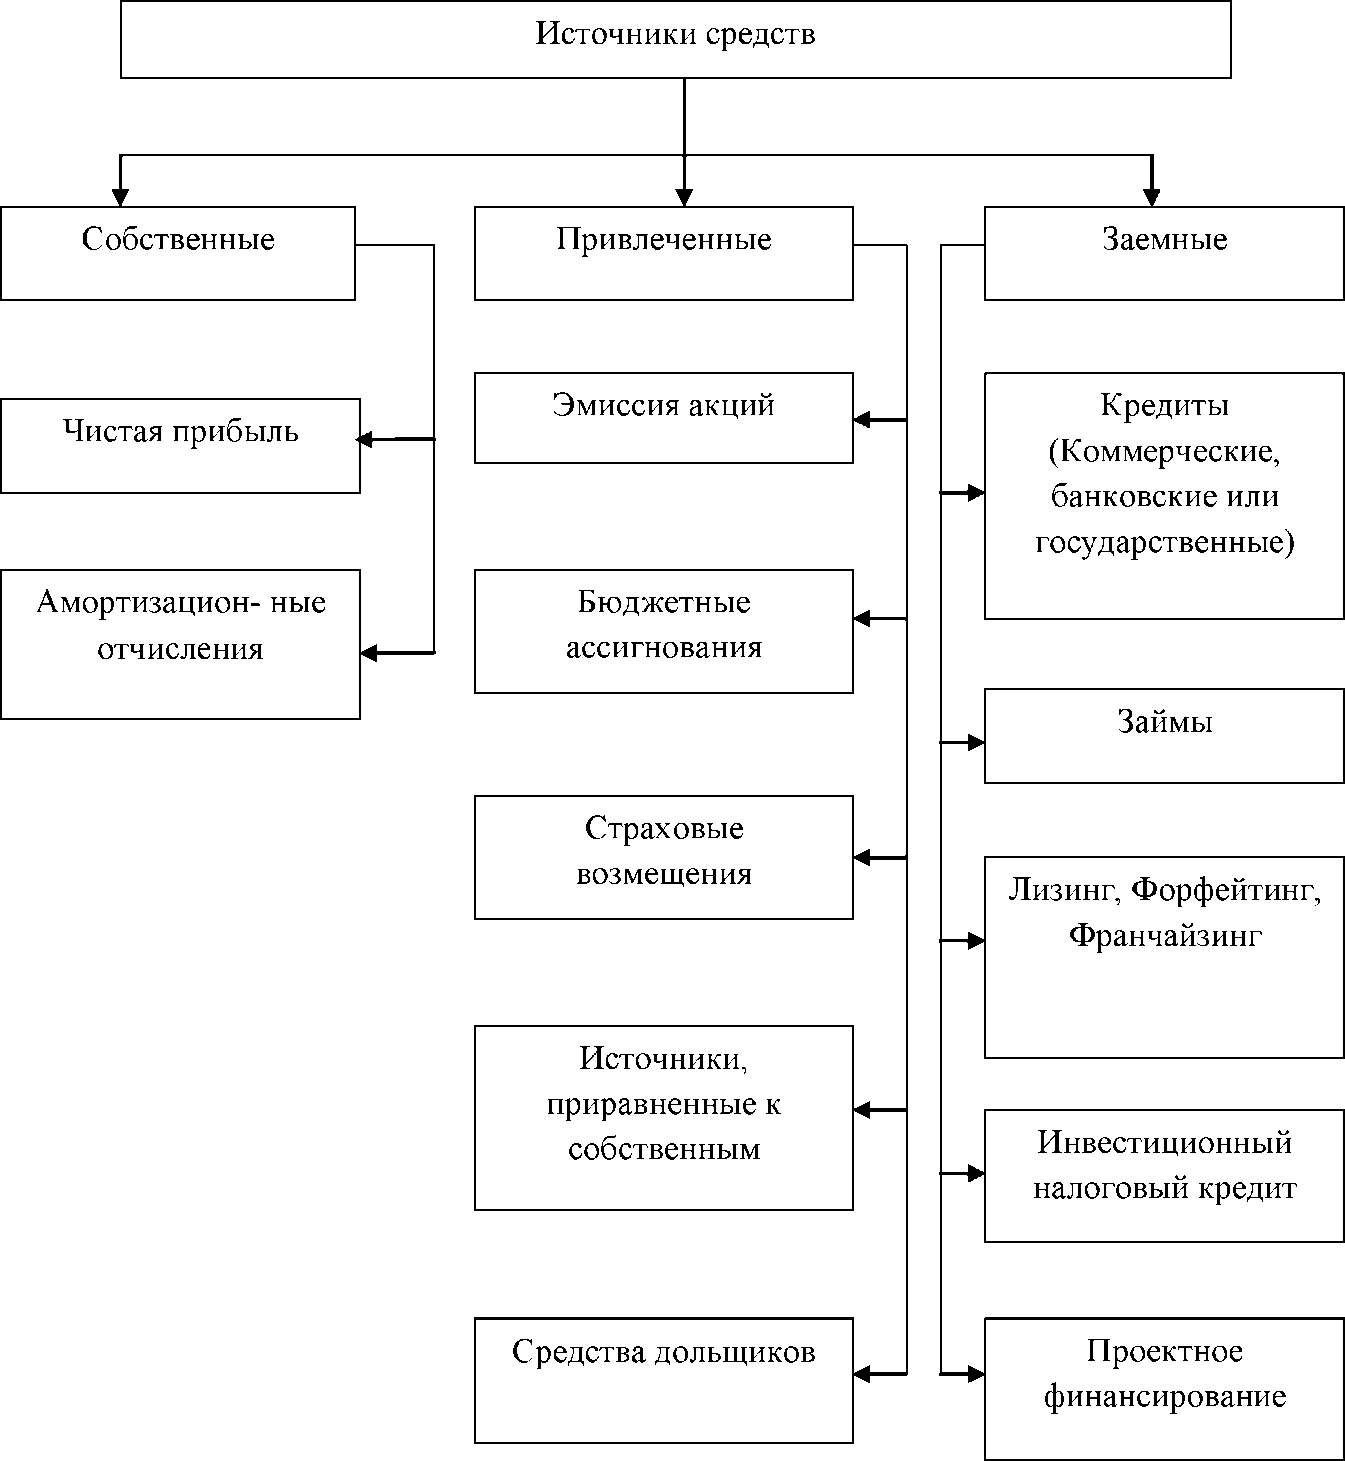 Источники средств
Собственные
Привлеченные
Заемные
Чистая прибыль
Амортизацион- ные
отчисления
Эмиссия акций
Бюджетные
ассигнования
Страховые
возмещения
Источники,
приравненные к
собственным
Средства дольщиков
Кредиты
(Коммерческие,
банковские или
государственные)
Займы
Лизинг, Форфейтинг,
Франчайзинг
Инвестиционный
налоговый кредит
Проектное
финансирование